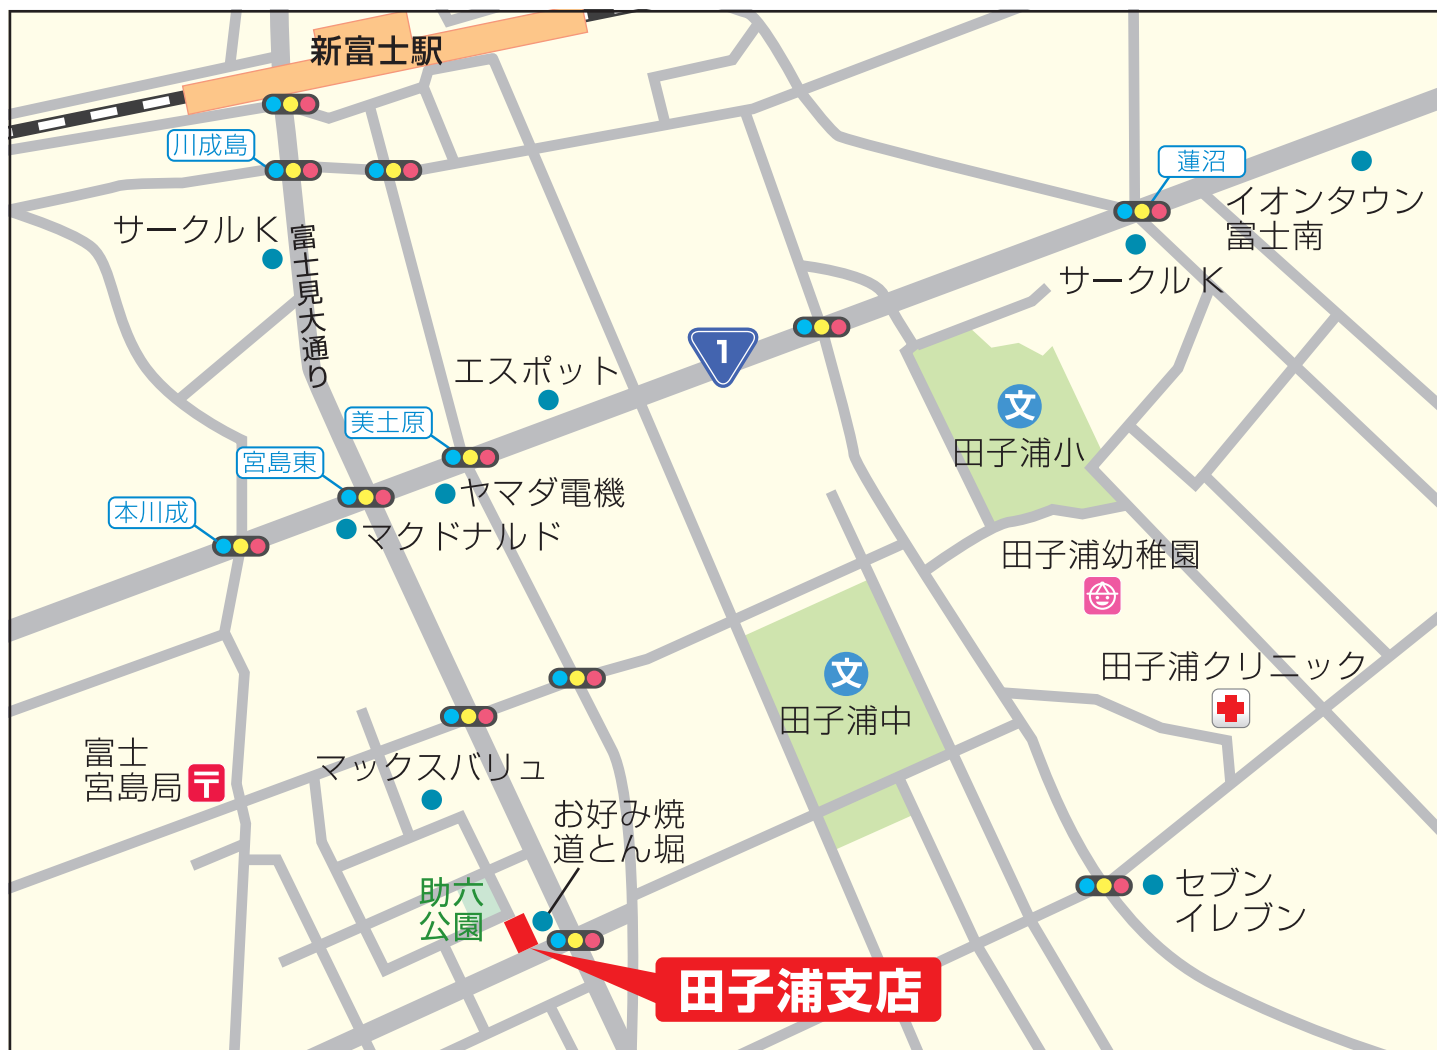 新富士駅
川成島
蓮沼
イオンタウン
富士南
サークルK
富士見大通り
サークルK
1
エスポット
文
田子浦小
美土原
宮島東
ヤマダ電機
本川成
マクドナルド
田子浦幼稚園
文
田子浦中
田子浦クリニック
富士
宮島局
マックスバリュ
お好み焼
道とん堀
助六
公園
セブン
イレブン
田子浦支店